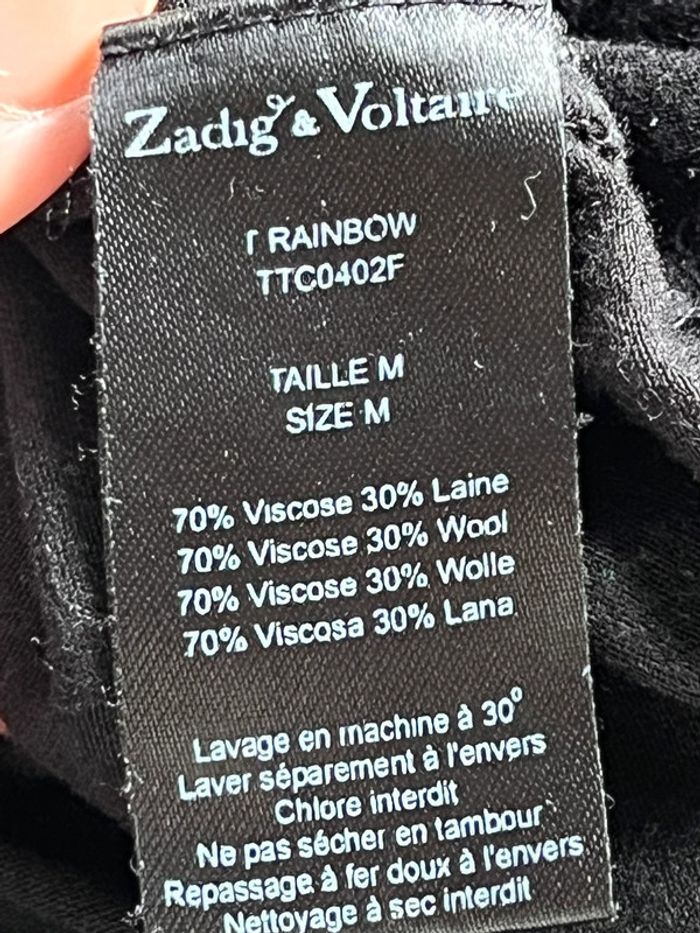 Zadig & Voltaire
T RAINBOW
TTC0402F
TAILLE M
SIZE M
70% Viscose 30% Laine
70% Viscose 30% Wool
70% Viscose 30% Wolle
70% Viscosa 30% Lana
Lavage en machine à 30°
Laver séparement à l'envers
Chlore interdit
Ne pas sécher en tambour
Repassage à fer doux à l'envers
Nettoyage à sec interdit